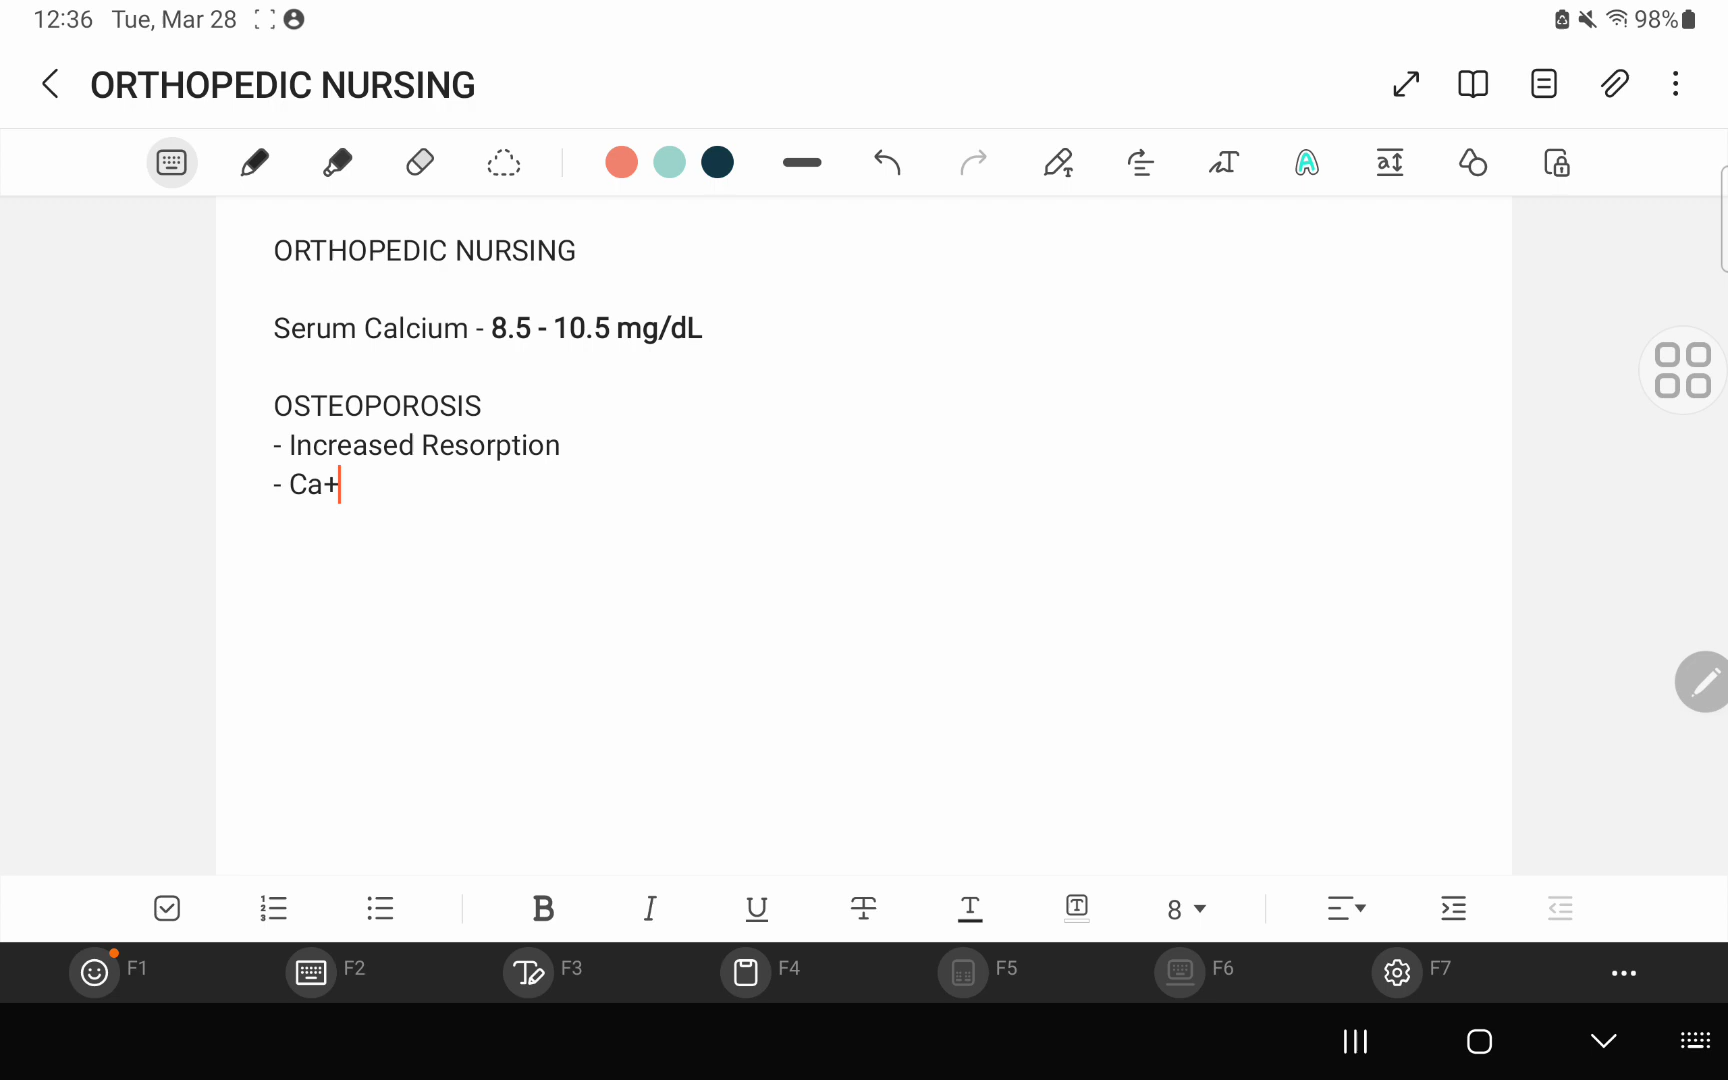 12:36 Tue, Mar 28 98%
ORTHOPEDIC NURSING
ORTHOPEDIC NURSING
Serum Calcium - 8.5 - 10.5 mg/dL
OSTEOPOROSIS
- Increased Resorption
- Ca+
B I U T T T 8
F1 F2 F3 F4 F5 F6 F7